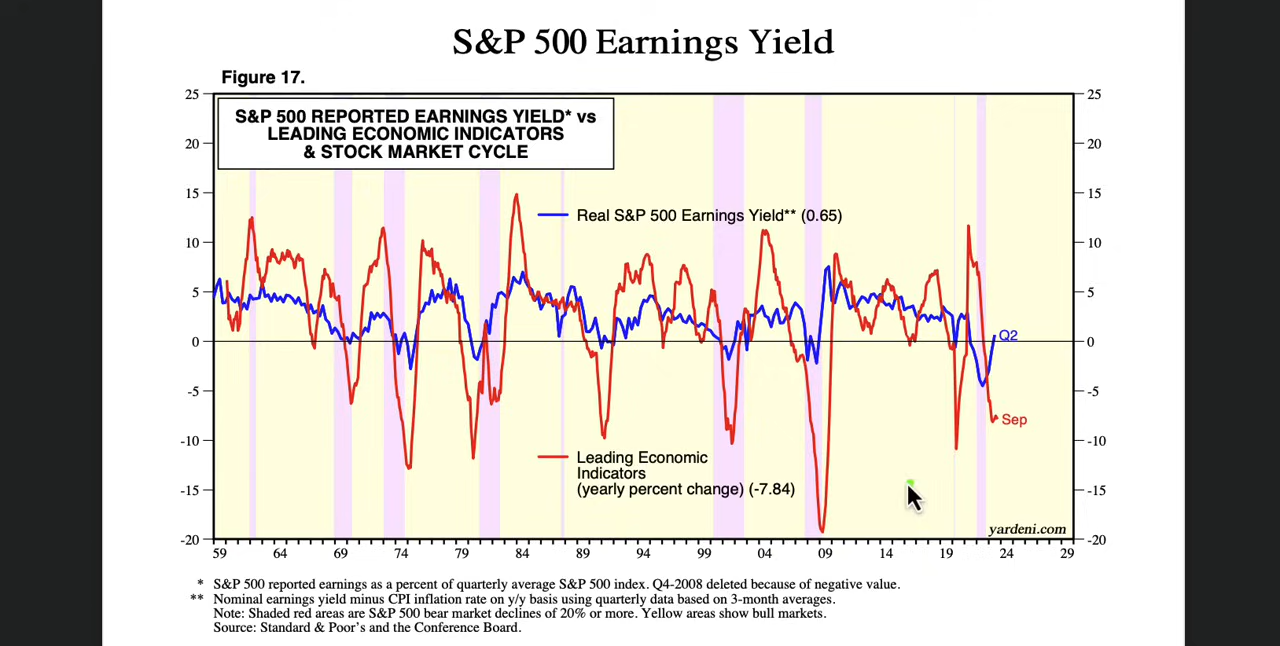 S&P 500 Earnings Yield
Figure 17.
25
25
S&P 500 REPORTED EARNINGS YIELD* vs
LEADING ECONOMIC INDICATORS
& STOCK MARKET CYCLE
20
20
15
15
Real S&P 500 Earnings Yield** (0.65)
10
10
5
5
Q2
0
0
-5
-5
Sep
-10
-10
Leading Economic
Indicators
(yearly percent change) (-7.84)
-15
-15
yardeni.com
-20
-20
59 64 69 74 79 84 89 94 99 04 09 14 19 24 29
* S&P 500 reported earnings as a percent of quarterly average S&P 500 index. Q4-2008 deleted because of negative value.
** Nominal earnings yield minus CPI inflation rate on y/y basis using quarterly data based on 3-month averages.
Note: Shaded red areas are S&P 500 bear market declines of 20% or more. Yellow areas show bull markets.
Source: Standard & Poor's and the Conference Board.